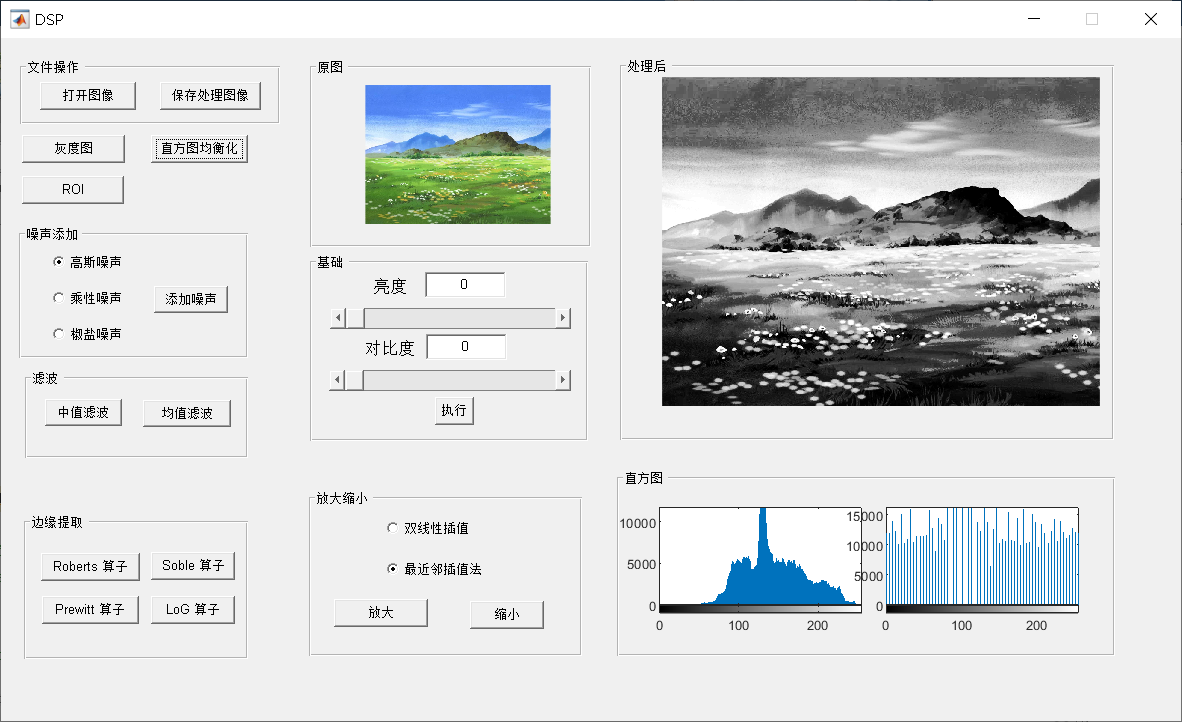 DSP
文件操作
打开图像
保存处理图像
灰度图
直方图均衡化
ROI
噪声添加
高斯噪声
乘性噪声
添加噪声
椒盐噪声
滤波
中值滤波
均值滤波
边缘提取
Roberts 算子
Soble 算子
Prewitt 算子
LoG 算子
原图
基础
亮度
0
对比度
0
执行
放大缩小
双线性插值
最近邻插值法
放大
缩小
处理后
直方图
10000
5000
0
0 100 200
15000
10000
5000
0
0 100 200